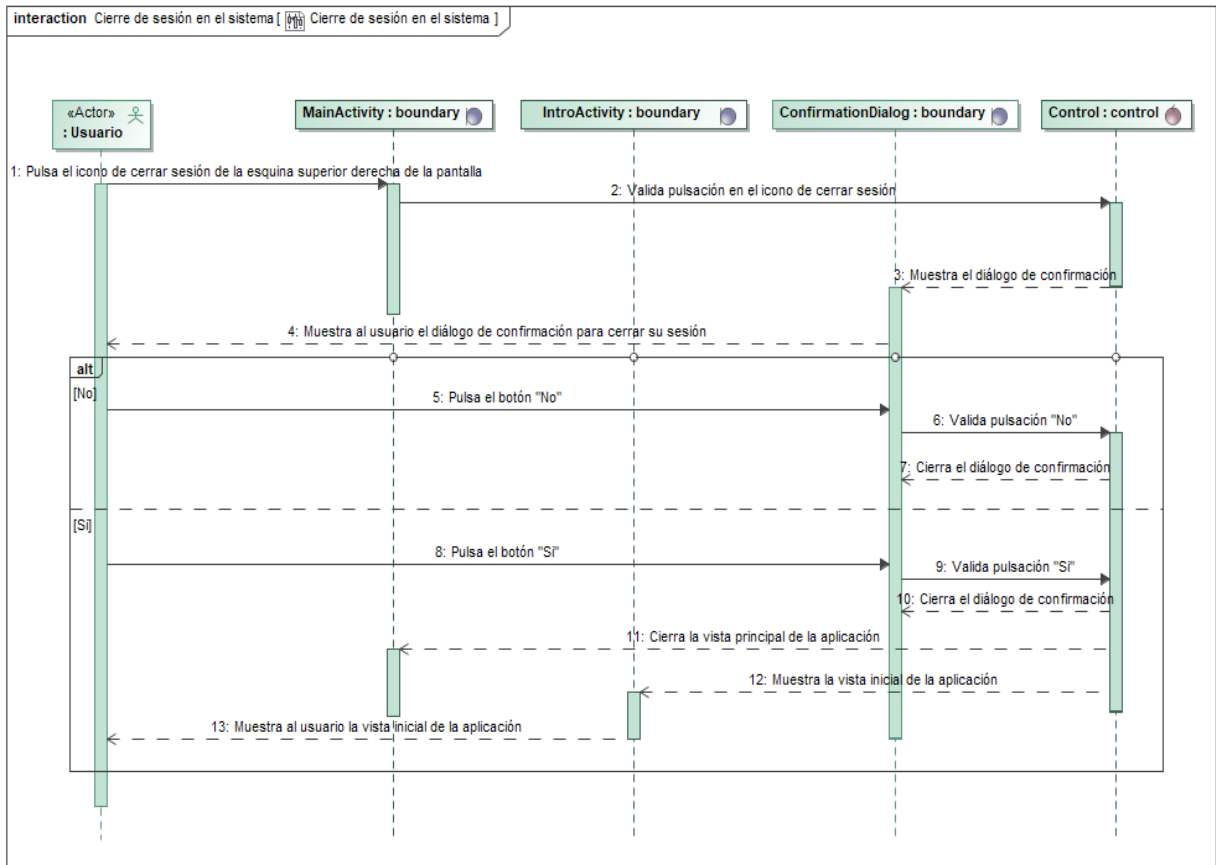 interaction Cierre de sesión en el sistema [ Cierre de sesión en el sistema ]
«Actor»
: Usuario
MainActivity : boundary
IntroActivity : boundary
ConfirmationDialog : boundary
Control : control
1: Pulsa el icono de cerrar sesión de la esquina superior derecha de la pantalla
2: Valida pulsación en el icono de cerrar sesión
3: Muestra el diálogo de confirmación
4: Muestra al usuario el diálogo de confirmación para cerrar su sesión
alt
[No]
5: Pulsa el botón "No"
6: Valida pulsación "No"
7: Cierra el diálogo de confirmación
[Si]
8: Pulsa el botón "Si"
9: Valida pulsación "Si"
10: Cierra el diálogo de confirmación
11: Cierra la vista principal de la aplicación
12: Muestra la vista inicial de la aplicación
13: Muestra al usuario la vista inicial de la aplicación